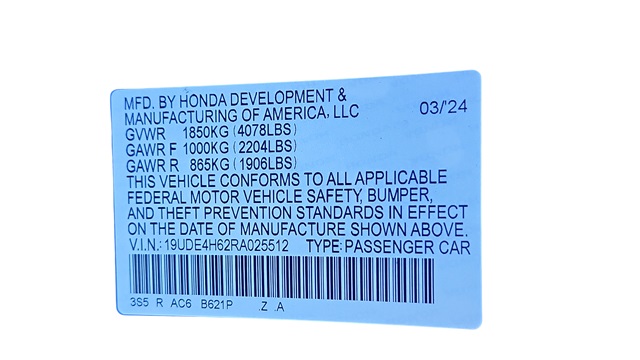 MFD. BY HONDA DEVELOPMENT &
MANUFACTURING OF AMERICA, LLC 03/'24
GVWR 1850KG (4078LBS)
GAWR F 1000KG (2204LBS)
GAWR R 865KG (1906LBS)
THIS VEHICLE CONFORMS TO ALL APPLICABLE
FEDERAL MOTOR VEHICLE SAFETY, BUMPER,
AND THEFT PREVENTION STANDARDS IN EFFECT
ON THE DATE OF MANUFACTURE SHOWN ABOVE.
V.I.N.: 19UDE4H62RA025512 TYPE: PASSENGER CAR
3S5 R AC6 B621P .Z .A